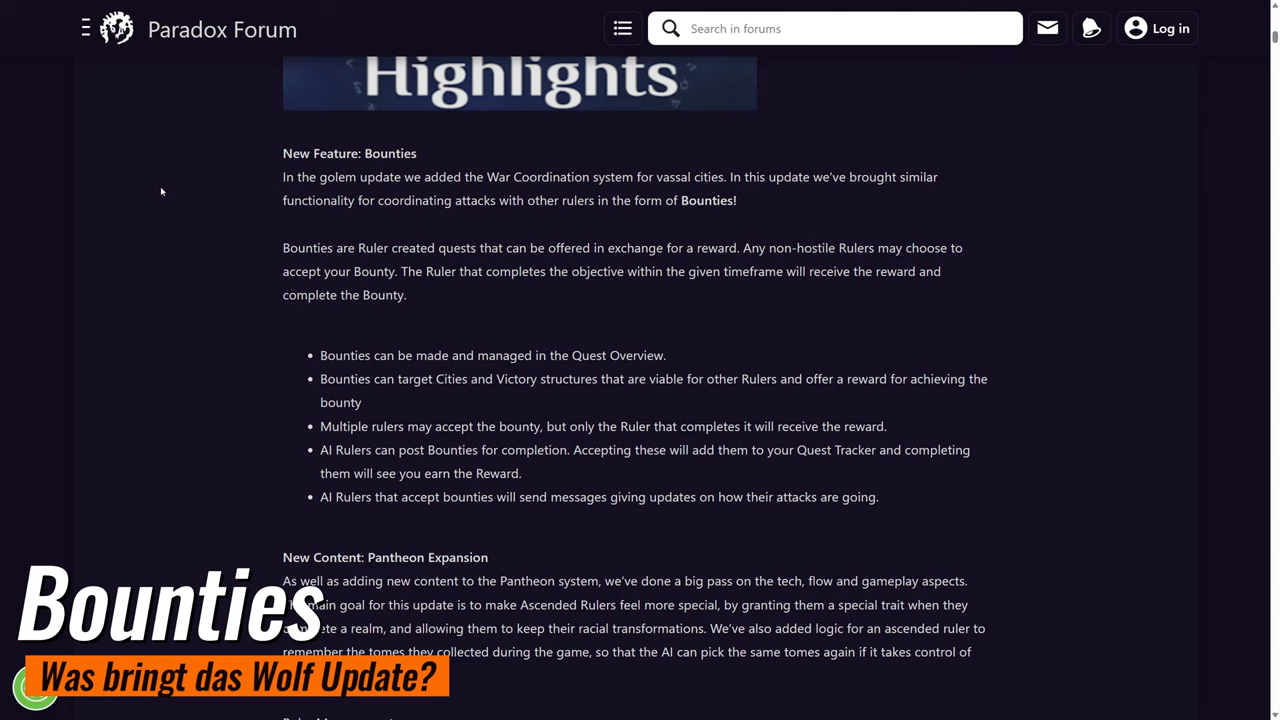 Paradox Forum
Search in forums
Log in
Highlights
New Feature: Bounties
In the golem update we added the War Coordination system for vassal cities. In this update we’ve brought similar
functionality for coordinating attacks with other rulers in the form of Bounties!
Bounties are Ruler created quests that can be offered in exchange for a reward. Any non-hostile Rulers may choose to
accept your Bounty. The Ruler that completes the objective within the given timeframe will receive the reward and
complete the Bounty.
• Bounties can be made and managed in the Quest Overview.
• Bounties can target Cities and Victory structures that are viable for other Rulers and offer a reward for achieving the
bounty
• Multiple rulers may accept the bounty, but only the Ruler that completes it will receive the reward.
• AI Rulers can post Bounties for completion. Accepting these will add them to your Quest Tracker and completing
them will see you earn the Reward.
• AI Rulers that accept bounties will send messages giving updates on how their attacks are going.
New Content: Pantheon Expansion
As well as adding new content to the Pantheon system, we’ve done a big pass on the tech, flow and gameplay aspects.
main goal for this update is to make Ascended Rulers feel more special, by granting them a special trait when they
a realm, and allowing them to keep their racial transformations. We’ve also added logic for an ascended ruler to
remember the tomes they collected during the game, so that the AI can pick the same tomes again if it takes control of
Bounties
Was bringt das Wolf Update?